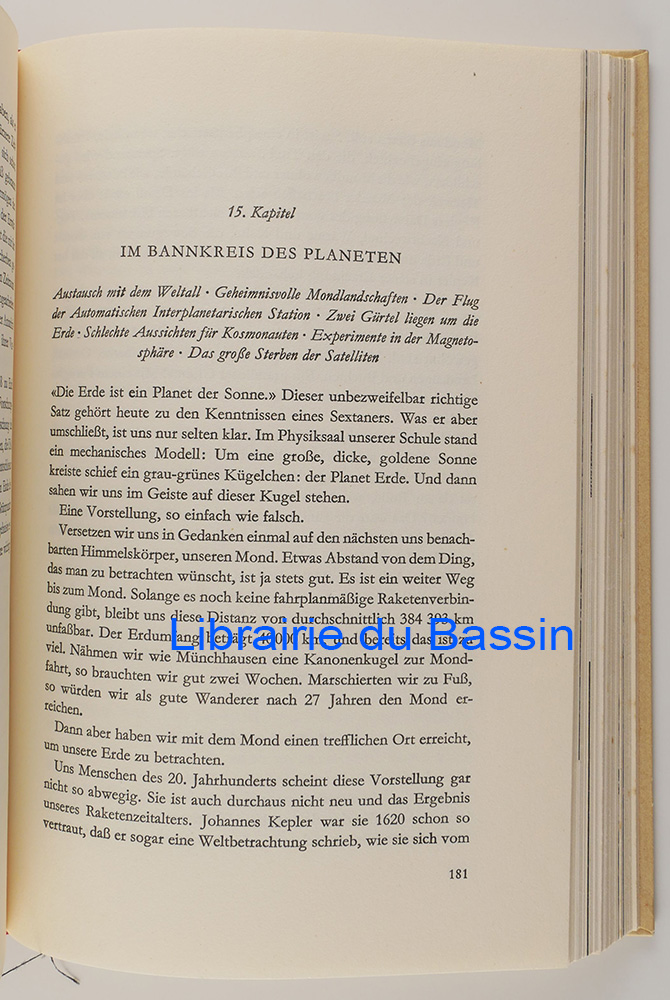 15. Kapitel
IM BANNKREIS DES PLANETEN
Austausch mit dem Weltall · Geheimnisvolle Mondlandschaften · Der Flug
der Automatischen Interplanetarischen Station · Zwei Gürtel liegen um die
Erde · Schlechte Aussichten für Kosmonauten · Experimente in der Magneto-
sphäre · Das große Sterben der Satelliten
«Die Erde ist ein Planet der Sonne.» Dieser unbezweifelbar richtige
Satz gehört heute zu den Kenntnissen eines Sextaners. Was er aber
umschließt, ist uns nur selten klar. Im Physiksaal unserer Schule stand
ein mechanisches Modell: Um eine große, dicke, goldene Sonne
kreiste schief ein grau-grünes Kügelchen: der Planet Erde. Und dann
sahen wir uns im Geiste auf dieser Kugel stehen.
Eine Vorstellung, so einfach wie falsch.
Versetzen wir uns in Gedanken einmal auf den nächsten uns benach-
barten Himmelskörper, unseren Mond. Etwas Abstand von dem Ding,
das man zu betrachten wünscht, ist ja stets gut. Es ist ein weiter Weg
bis zum Mond. Solange es noch keine fahrplanmäßige Raketenverbin-
dung gibt, bleibt uns diese Distanz von durchschnittlich 384 393 km
unfaßbar. Der Erdumfang beträgt 40000 km, und bereits das ist zu
Librairie du Bassin
viel. Nähmen wir wie Münchhausen eine Kanonenkugel zur Mond-
fahrt, so brauchten wir gut zwei Wochen. Marschierten wir zu Fuß,
so würden wir als gute Wanderer nach 27 Jahren den Mond er-
reichen.
Dann aber haben wir mit dem Mond einen trefflichen Ort erreicht,
um unsere Erde zu betrachten.
Uns Menschen des 20. Jahrhunderts scheint diese Vorstellung gar
nicht so abwegig. Sie ist auch durchaus nicht neu und das Ergebnis
unseres Raketenzeitalters. Johannes Kepler war sie 1620 schon so
vertraut, daß er sogar eine Weltbetrachtung schrieb, wie sie sich vom
181